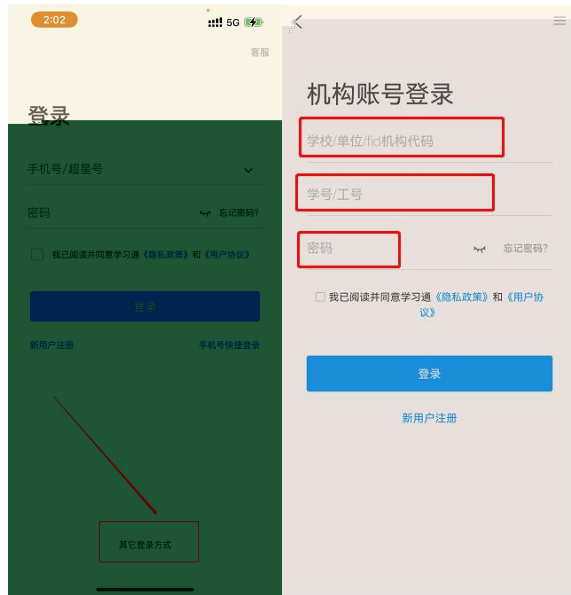 2:02
5G
客服
登录
手机号/超星号
密码
忘记密码?
我已阅读并同意学习通《隐私政策》和《用户协议》
登录
新用户注册
手机号快捷登录
其它登录方式
机构账号登录
学校/单位/fid机构代码
学号/工号
密码
忘记密码?
我已阅读并同意学习通《隐私政策》和《用户协
议》
登录
新用户注册